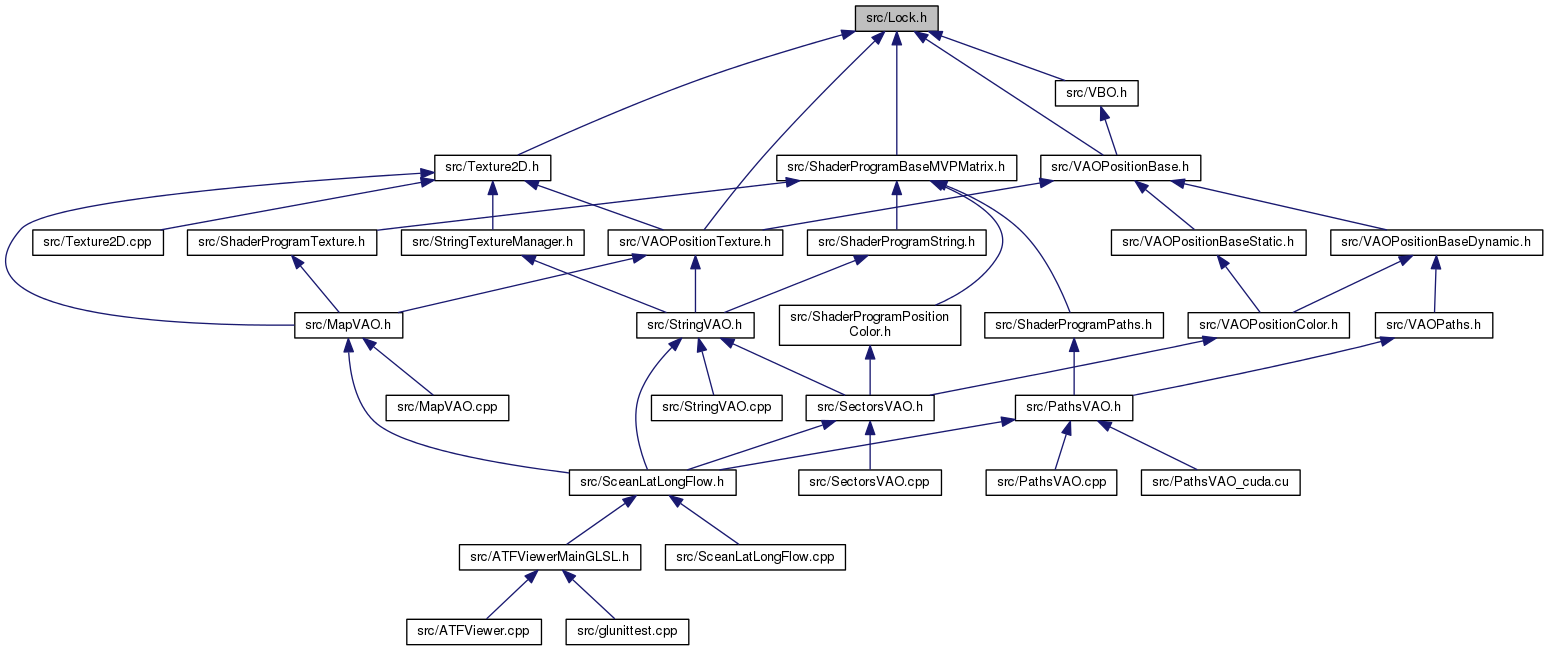 src/Lock.h
src/VBO.h
src/Texture2D.h
src/ShaderProgramBaseMVPMatrix.h
src/VAOPositionBase.h
src/Texture2D.cpp
src/ShaderProgramTexture.h
src/StringTextureManager.h
src/VAOPositionTexture.h
src/ShaderProgramString.h
src/VAOPositionBaseStatic.h
src/VAOPositionBaseDynamic.h
src/MapVAO.h
src/StringVAO.h
src/ShaderProgramPosition
Color.h
src/ShaderProgramPaths.h
src/VAOPositionColor.h
src/VAOPaths.h
src/MapVAO.cpp
src/StringVAO.cpp
src/SectorsVAO.h
src/PathsVAO.h
src/SceanLatLongFlow.h
src/SectorsVAO.cpp
src/PathsVAO.cpp
src/PathsVAO_cuda.cu
src/ATFViewerMainGLSL.h
src/SceanLatLongFlow.cpp
src/ATFViewer.cpp
src/glunittest.cpp